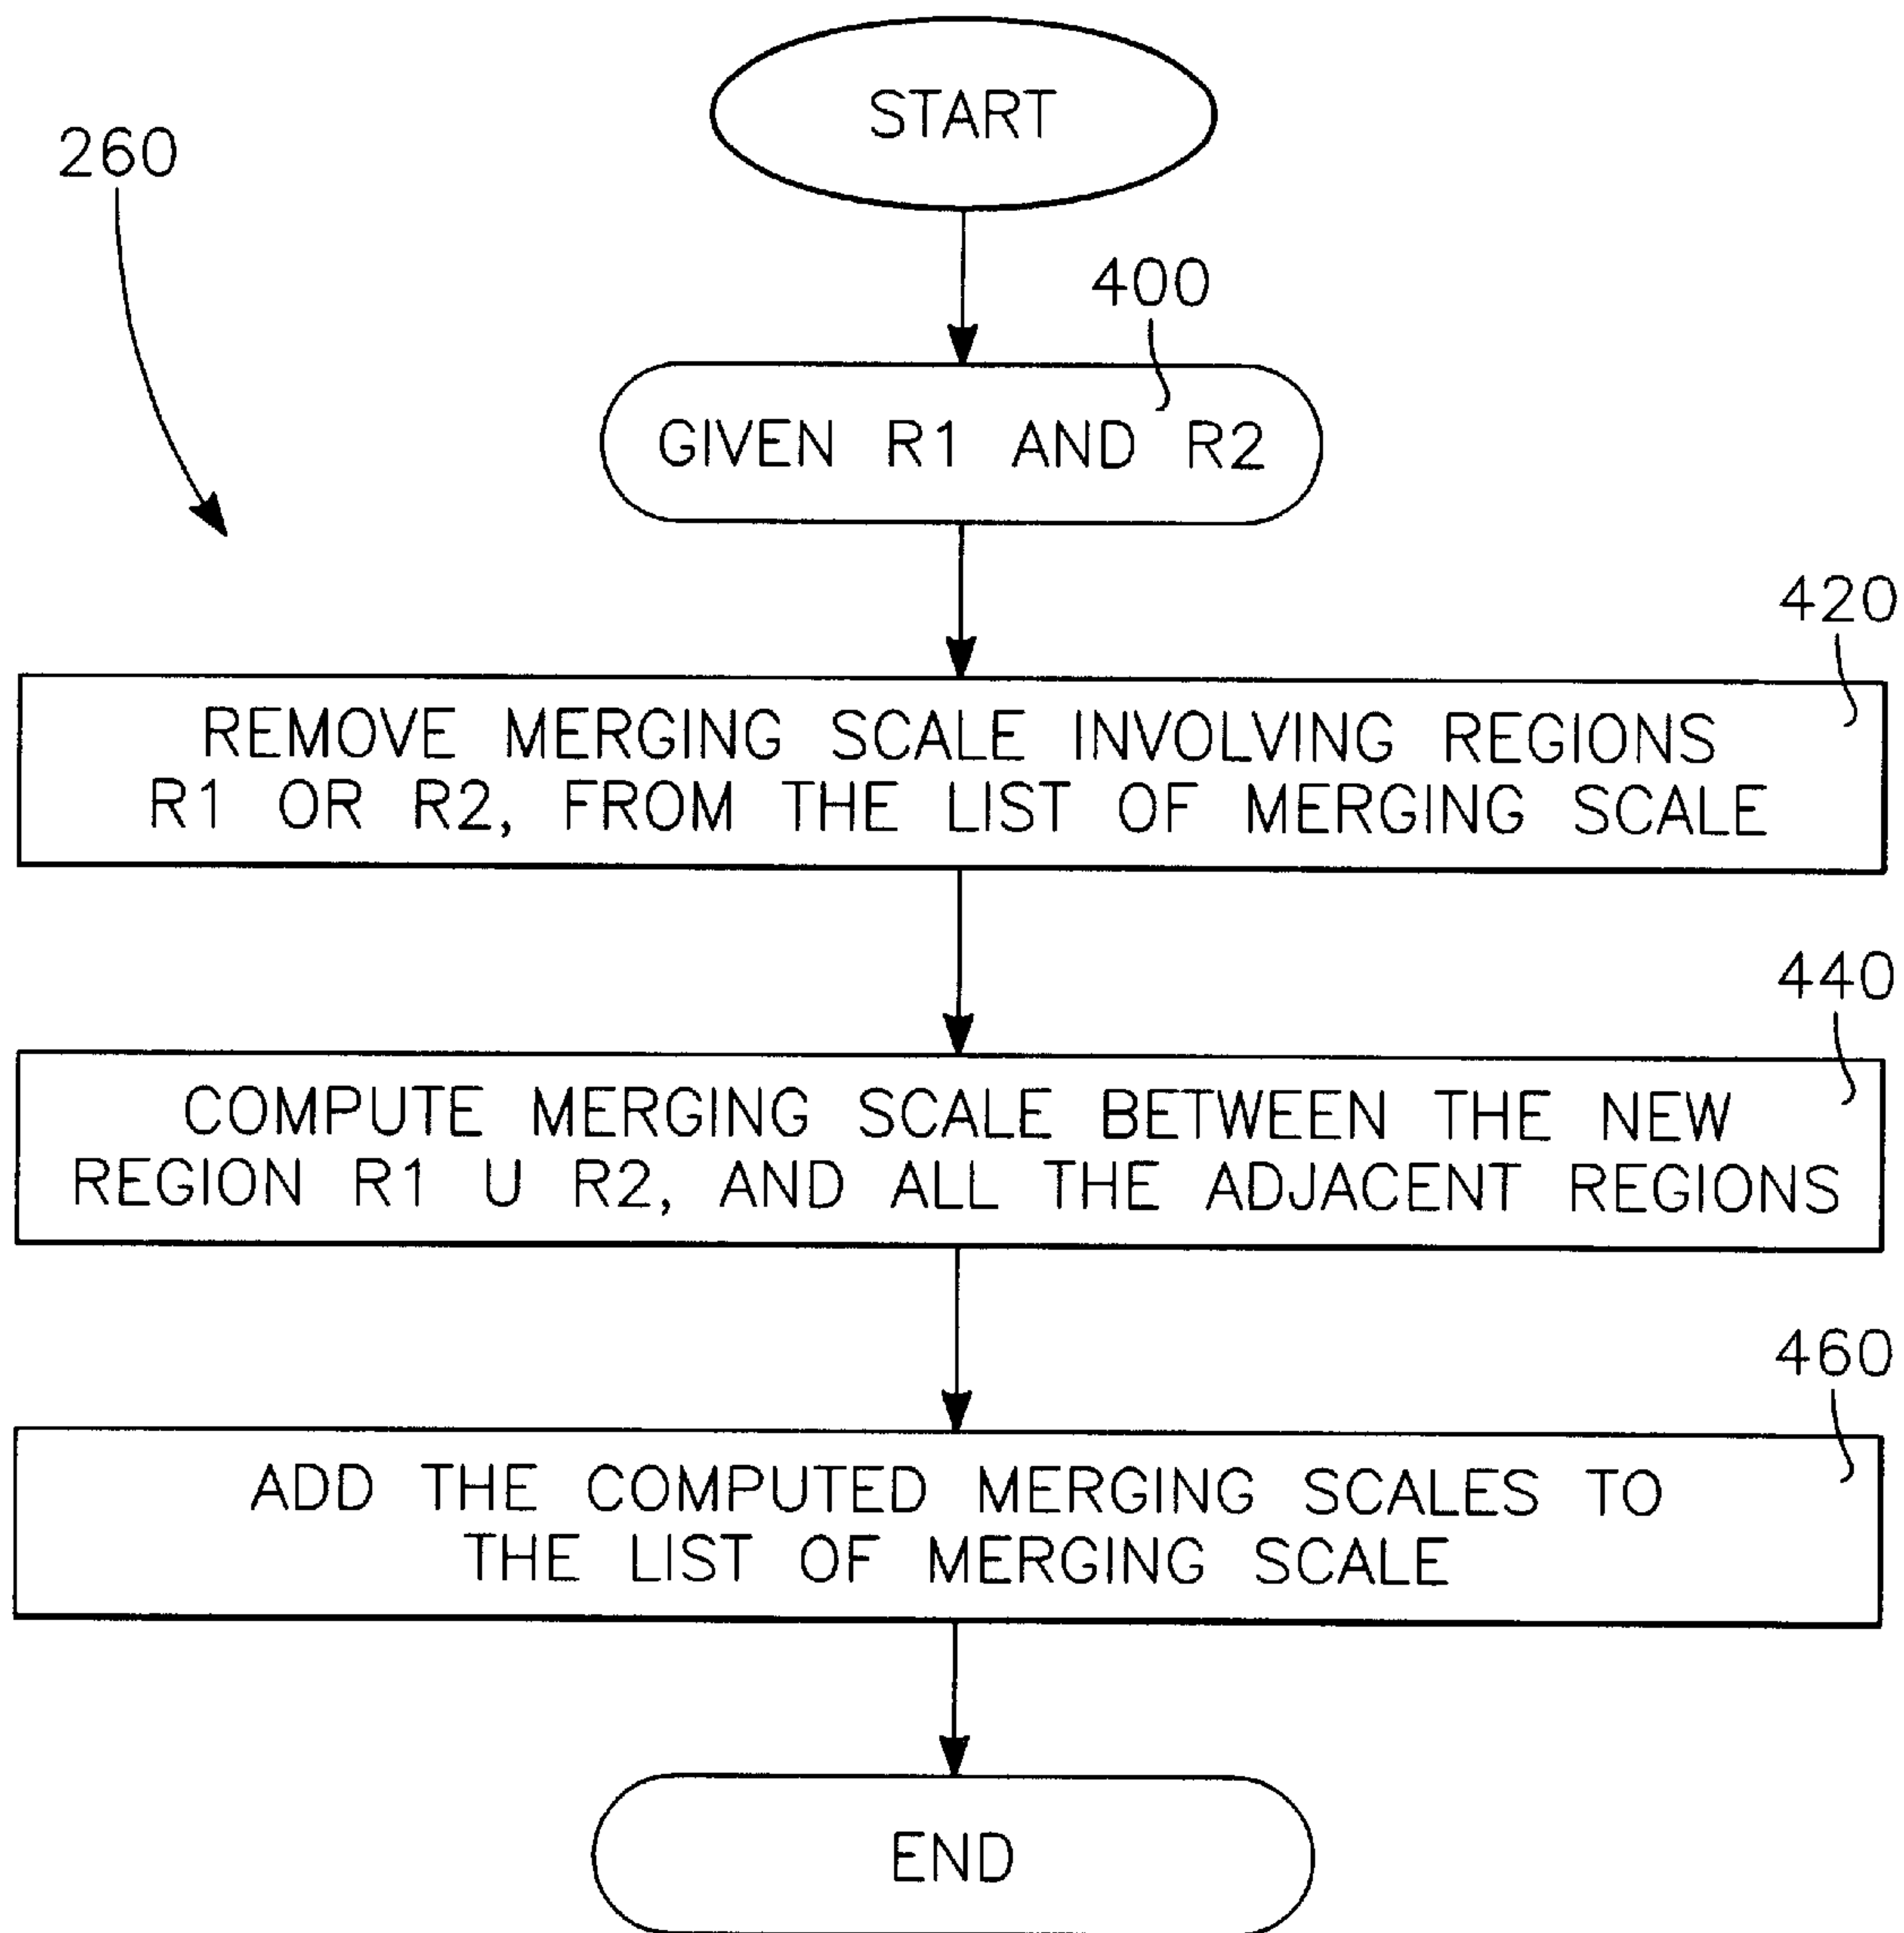 START
260
400
GIVEN R1 AND R2
420
REMOVE MERGING SCALE INVOLVING REGIONS
R1 OR R2, FROM THE LIST OF MERGING SCALE
440
COMPUTE MERGING SCALE BETWEEN THE NEW
REGION R1 U R2, AND ALL THE ADJACENT REGIONS
460
ADD THE COMPUTED MERGING SCALES TO
THE LIST OF MERGING SCALE
END